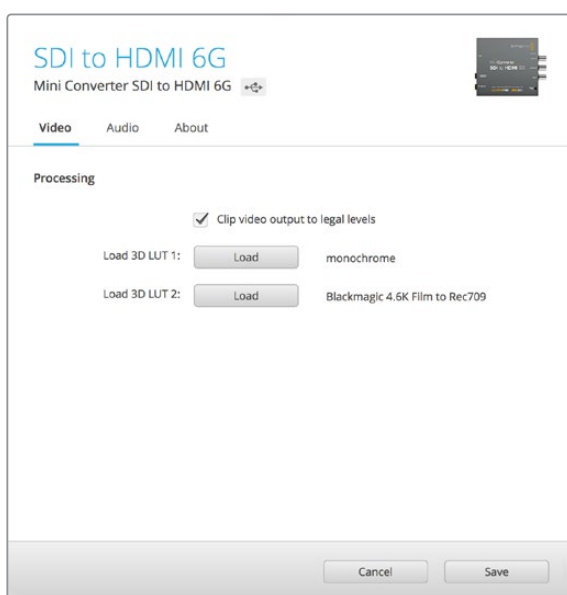 SDI to HDMI 6G
Mini Converter SDI to HDMI 6G
Video Audio About
Processing
Clip video output to legal levels
Load 3D LUT 1: Load monochrome
Load 3D LUT 2: Load Blackmagic 4.6K Film to Rec709
Cancel Save